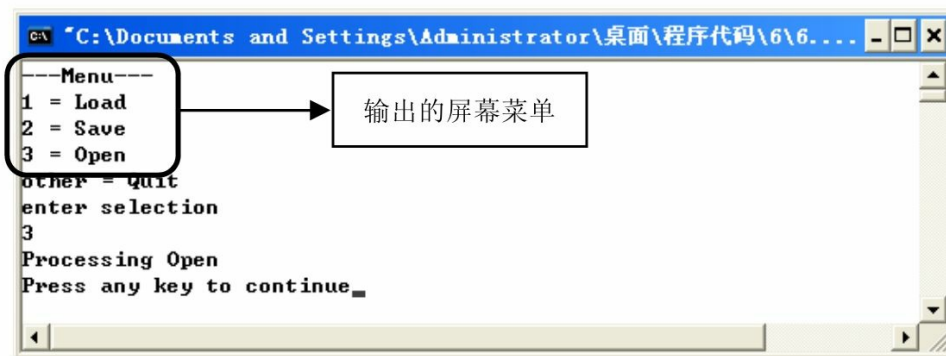 "C:\Documents and Settings\Administrator\桌面\程序代码\6\6....
---Menu---
1 = Load
2 = Save
3 = Open
other = Quit
enter selection
3
Processing Open
Press any key to continue_
输出的屏幕菜单